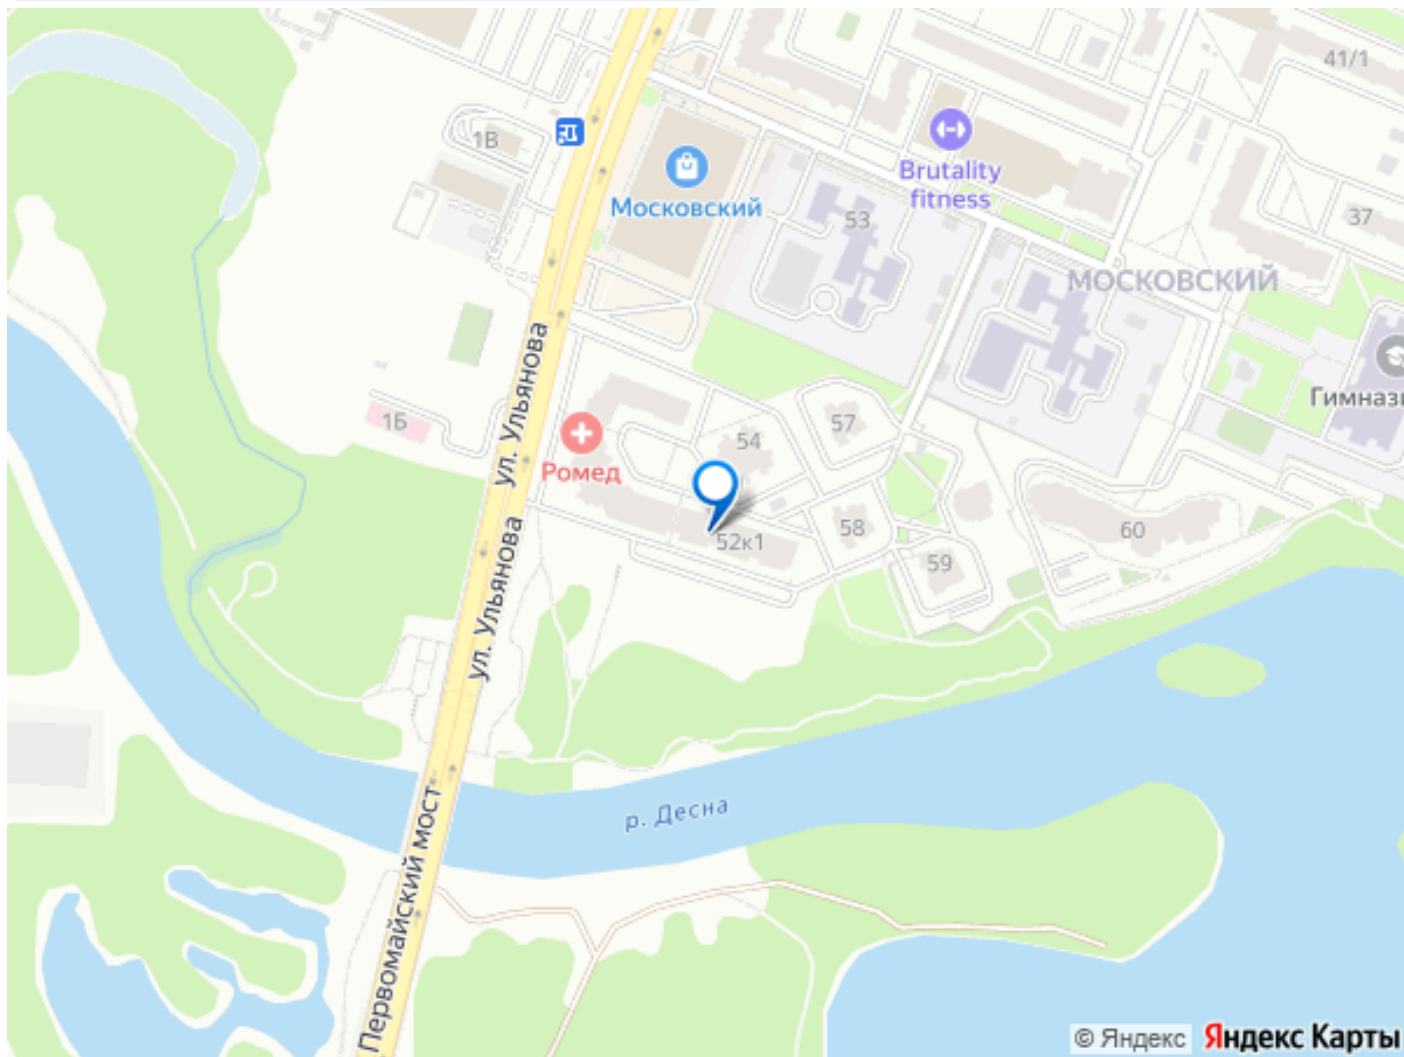 41/1
1В
Brutality
fitness
Московский
53
37
МОСКОВСКИЙ
ул. Ульянова
Гимнази
1Б
57
54
Ромед
58
60
52к1
59
ул. Ульянова
р. Десна
Первомайский мост
© Яндекс Яндекс Карты